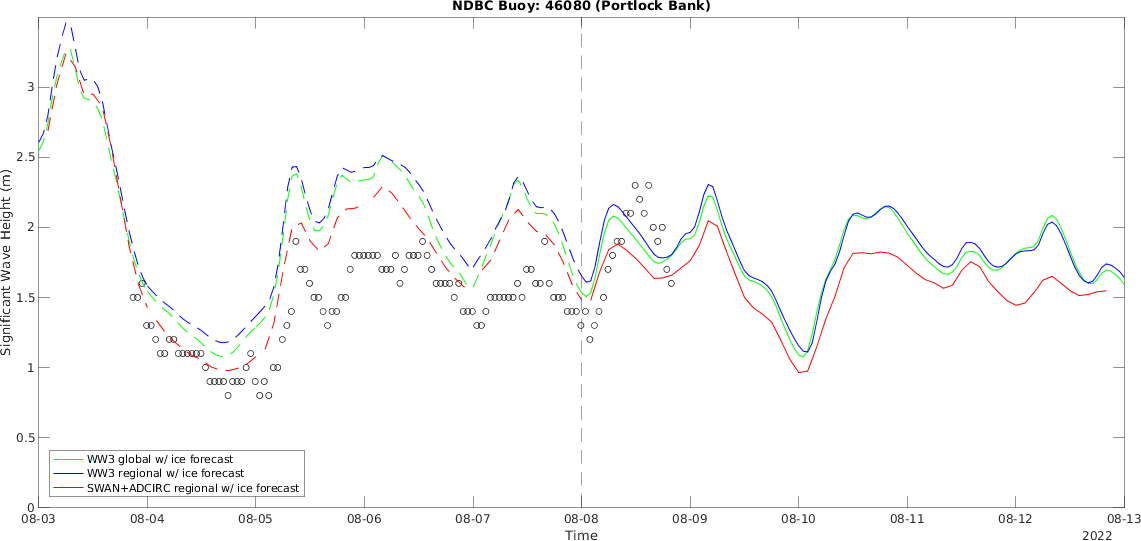 NDBC Buoy: 46080 (Portlock Bank)
Significant Wave Height (m)
3
2.5
2
1.5
1
0.5
0
WW3 global w/ ice forecast
WW3 regional w/ ice forecast
SWAN+ADCIRC regional w/ ice forecast
08-03 08-04 08-05 08-06 08-07 08-08 08-09 08-10 08-11 08-12 08-13
Time
2022